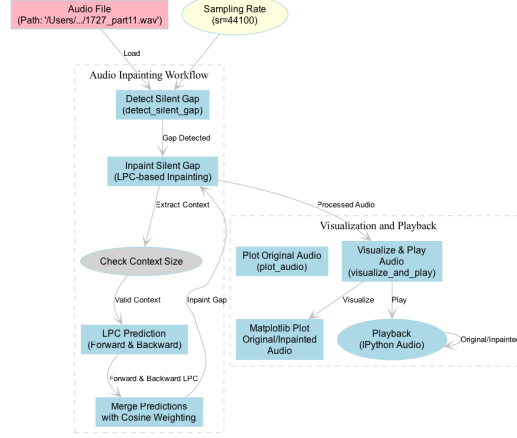 Audio File
(Path: '/Users/.../1727_part11.wav')
Sampling Rate
(sr=44100)
Load
Audio Inpainting Workflow
Detect Silent Gap
(detect_silent_gap)
Gap Detected
Inpaint Silent Gap
(LPC-based Inpainting)
Extract Context
Processed Audio
Check Context Size
Valid Context
Inpaint Gap
LPC Prediction
(Forward & Backward)
Forward & Backward LPC
Merge Predictions
with Cosine Weighting
Visualization and Playback
Plot Original Audio
(plot_audio)
Visualize & Play
Audio
(visualize_and_play)
Visualize
Play
Matplotlib Plot
Original/Inpainted
Audio
Playback
(IPython Audio)
Original/Inpainted